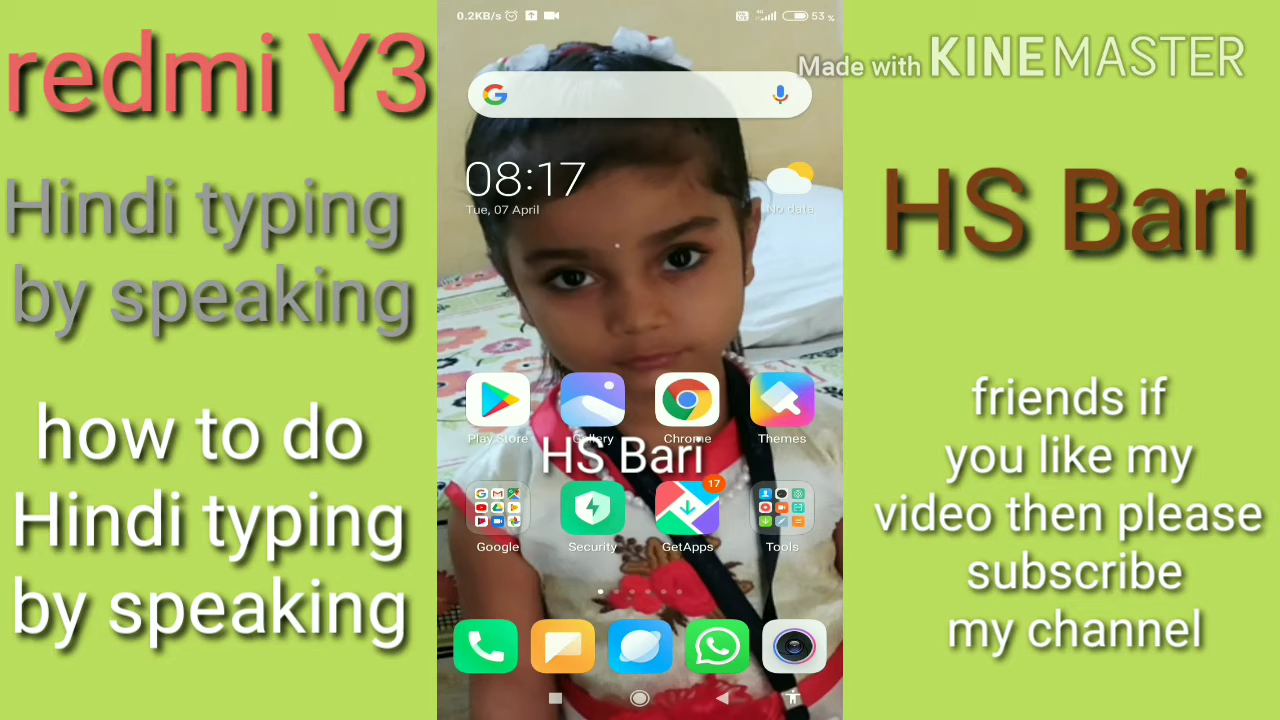 redmi Y3
Hindi typing
by speaking
how to do
Hindi typing
by speaking
0.2KB/s
53 %
08:17
Tue, 07 April
No data
Play Store
Gallery
Chrome
Themes
HS Bari
17
Google
Security
GetApps
Tools
Made with KINEMASTER
HS Bari
friends if
you like my
video then please
subscribe
my channel